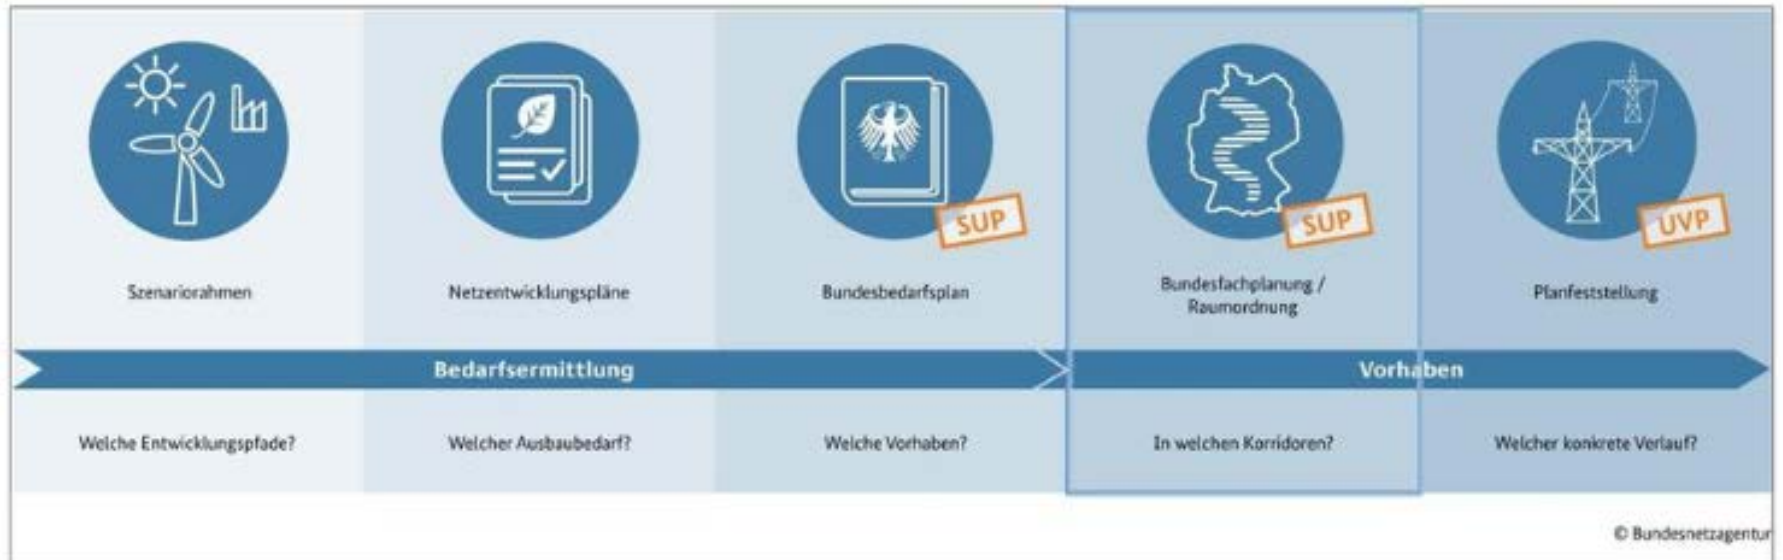 SUP
SUP
UVP
Szenariorahmen
Netzentwicklungspläne
Bundesbedarfsplan
Bundesfachplanung /
Raumordnung
Planfeststellung
Bedarfsermittlung
Vorhaben
Welche Entwicklungspfade?
Welcher Ausbaubedarf?
Welche Vorhaben?
In welchen Korridoren?
Welcher konkrete Verlauf?
© Bundesnetzagentur